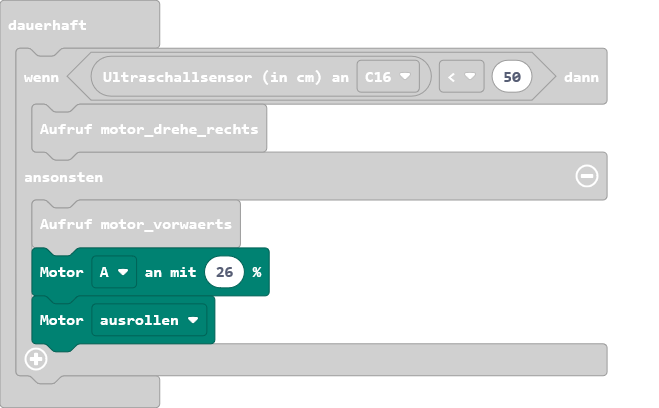 dauerhaft
wenn Ultraschallsensor (in cm) an C16 < 50 dann
Aufruf motor_drehe_rechts
ansonsten
Aufruf motor_vorwaerts
Motor A an mit 26 %
Motor ausrollen